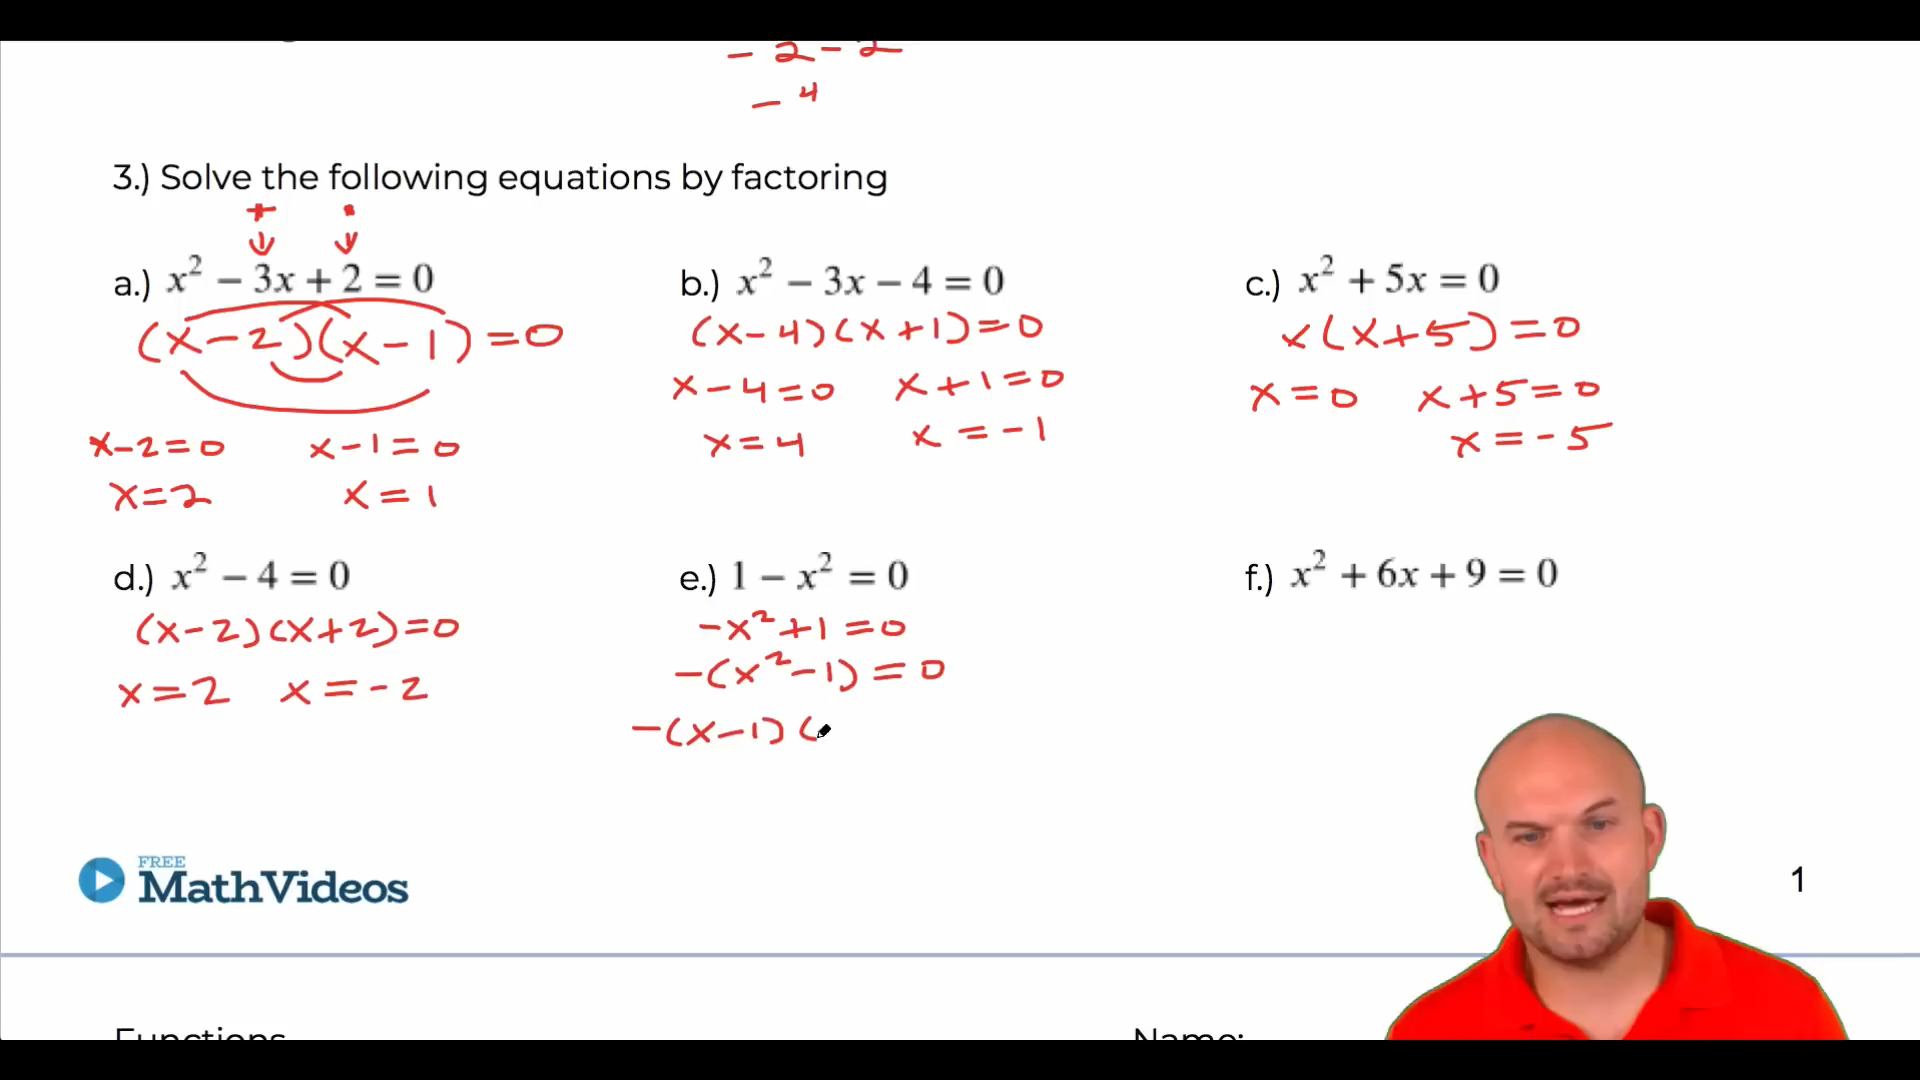 - 2 - 2
- 4
3.) Solve the following equations by factoring
+ ·
↓ ↓
a.) x² − 3x + 2 = 0
(x-2)(x-1) = 0
x-2=0 x-1=0
x=2 x=1
b.) x² − 3x − 4 = 0
(x-4)(x+1)=0
x-4=0 x+1=0
x=4 x=-1
c.) x² + 5x = 0
x(x+5)=0
x=0 x+5=0
x=-5
d.) x² − 4 = 0
(x-2)(x+2)=0
x=2 x=-2
e.) 1 − x² = 0
-x²+1=0
-(x²-1)=0
-(x-1)(
f.) x² + 6x + 9 = 0
FREE
MathVideos
1
Functions
Name: